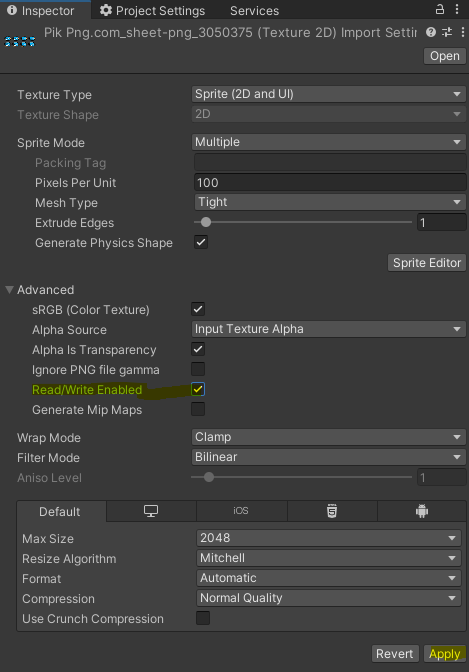 Inspector Project Settings Services
Pik Png.com_sheet-png_3050375 (Texture 2D) Import Settin
Open
Texture Type Sprite (2D and UI)
Texture Shape 2D
Sprite Mode Multiple
Packing Tag
Pixels Per Unit 100
Mesh Type Tight
Extrude Edges 1
Generate Physics Shape
Sprite Editor
Advanced
sRGB (Color Texture)
Alpha Source Input Texture Alpha
Alpha Is Transparency
Ignore PNG file gamma
Read/Write Enabled
Generate Mip Maps
Wrap Mode Clamp
Filter Mode Bilinear
Aniso Level 1
Default iOS
Max Size 2048
Resize Algorithm Mitchell
Format Automatic
Compression Normal Quality
Use Crunch Compression
Revert Apply